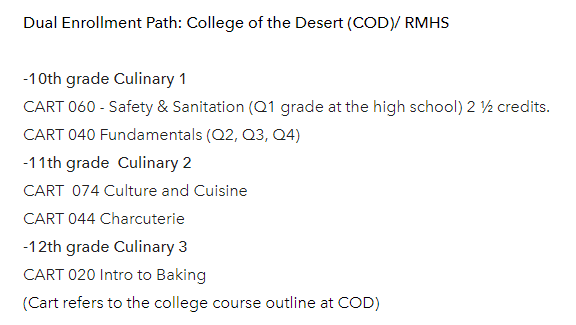 Dual Enrollment Path: College of the Desert (COD)/ RMHS
-10th grade Culinary 1
CART 060 - Safety & Sanitation (Q1 grade at the high school) 2 ½ credits.
CART 040 Fundamentals (Q2, Q3, Q4)
-11th grade  Culinary 2
CART  074 Culture and Cuisine
CART 044 Charcuterie
-12th grade Culinary 3
CART 020 Intro to Baking
(Cart refers to the college course outline at COD)